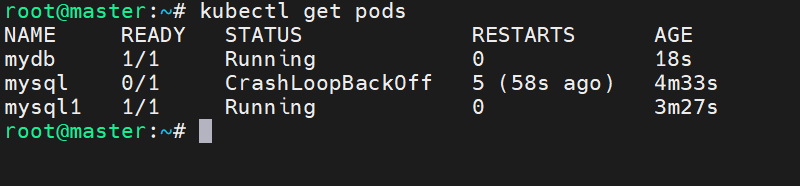 root@master:~# kubectl get pods
NAME     READY   STATUS             RESTARTS      AGE
mydb     1/1     Running            0             18s
mysql    0/1     CrashLoopBackOff   5 (58s ago)   4m33s
mysql1   1/1     Running            0             3m27s
root@master:~#